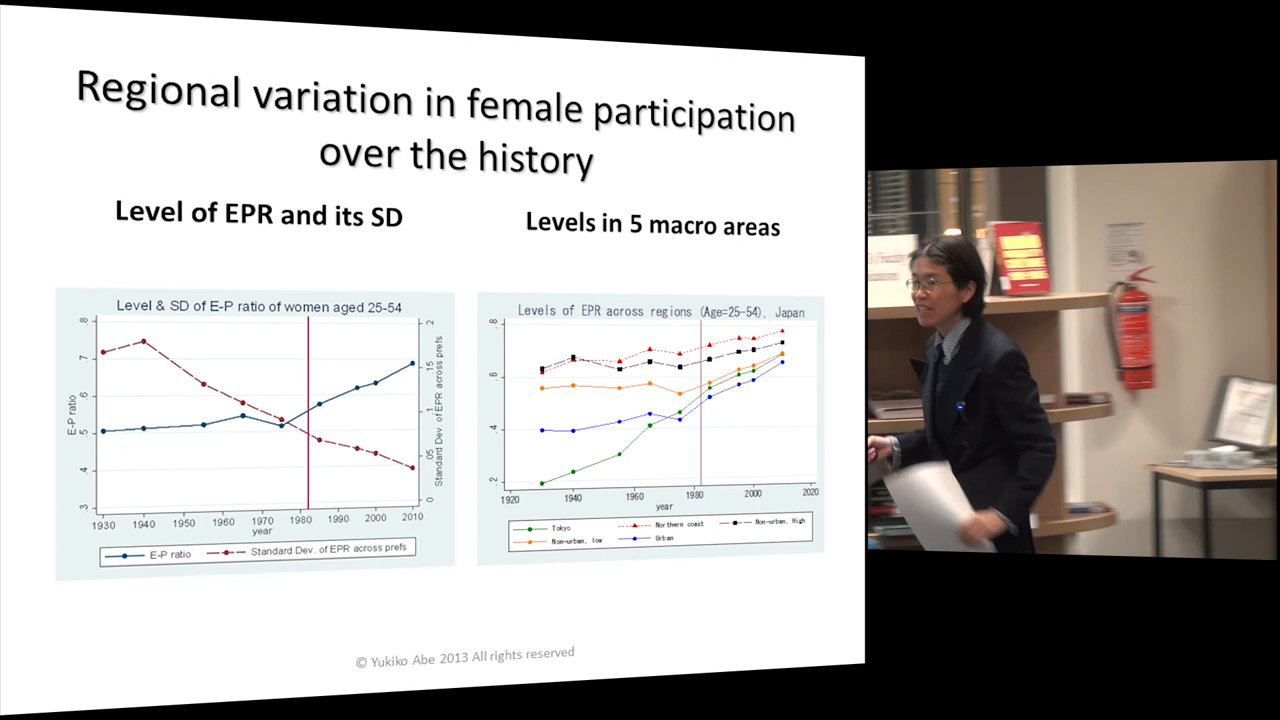 Regional variation in female participation
over the history
Level of EPR and its SD
Levels in 5 macro areas
Level & SD of E-P ratio of women aged 25-54
E-P ratio
.8
.7
.6
.5
.4
.3
.2
.15
.1
.05
0
Standard Dev. of EPR across prefs
1930 1940 1950 1960 1970 1980 1990 2000 2010
year
E-P ratio
Standard Dev. of EPR across prefs
Levels of EPR across regions (Age=25-54), Japan
.8
.6
.4
.2
1920 1940 1960 1980 2000 2020
year
Tokyo
Northern coast
Non-urban, High
Non-urban, low
Urban
© Yukiko Abe 2013 All rights reserved